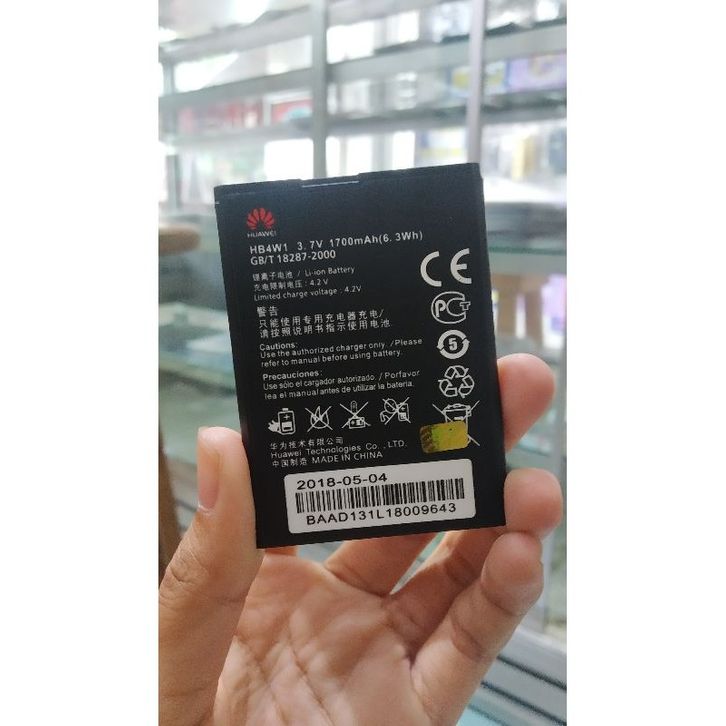 HUAWEI
HB4W1 3.7V 1700mAh(6.3Wh)
GB/T 18287-2000
锂离子电池 / Li-ion Battery
充电限制电压：4.2 V
Limited charge voltage : 4.2V
警告
只能使用专用充电器充电/
请按照说明书指示使用电池。
Cautions:
Use the authorized charger only. /Please
refer to manual before using battery.
Precauciones:
Use sólo el cargador autorizado. /Porfavor
lea el manual antes de utilizar la batería.
华为技术有限公司
Huawei Technologies Co., LTD.
中国制造 MADE IN CHINA
CE
PCT
5
2018-05-04
BAAD131L18009643